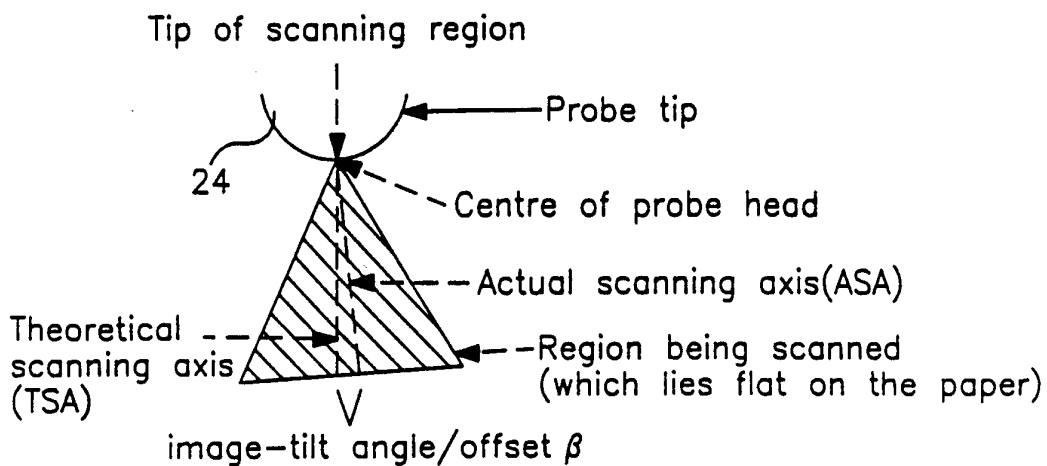 Tip of scanning region
Probe tip
24
Centre of probe head
Actual scanning axis(ASA)
Theoretical
scanning axis
(TSA)
Region being scanned
(which lies flat on the paper)
image-tilt angle/offset β